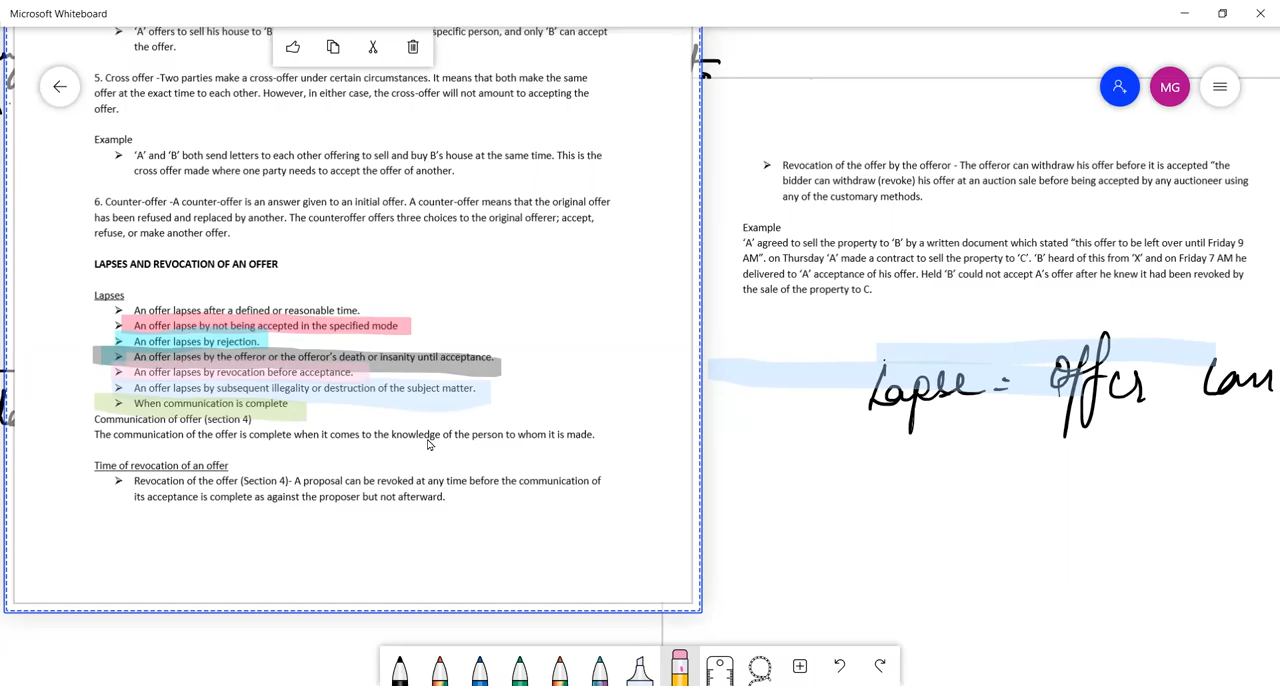 Microsoft Whiteboard
‘A’ offers to sell his house to ‘B
specific person, and only ‘B’ can accept
the offer.
5. Cross offer -Two parties make a cross-offer under certain circumstances. It means that both make the same
offer at the exact time to each other. However, in either case, the cross-offer will not amount to accepting the
offer.
Example
‘A’ and ‘B’ both send letters to each other offering to sell and buy B’s house at the same time. This is the
cross offer made where one party needs to accept the offer of another.
6. Counter-offer -A counter-offer is an answer given to an initial offer. A counter-offer means that the original offer
has been refused and replaced by another. The counteroffer offers three choices to the original offerer; accept,
refuse, or make another offer.
LAPSES AND REVOCATION OF AN OFFER
Lapses
An offer lapses after a defined or reasonable time.
An offer lapse by not being accepted in the specified mode
An offer lapses by rejection.
An offer lapses by the offeror or the offeror’s death or insanity until acceptance.
An offer lapses by revocation before acceptance.
An offer lapses by subsequent illegality or destruction of the subject matter.
When communication is complete
Communication of offer (section 4)
The communication of the offer is complete when it comes to the knowledge of the person to whom it is made.
Time of revocation of an offer
Revocation of the offer (Section 4)- A proposal can be revoked at any time before the communication of
its acceptance is complete as against the proposer but not afterward.
MG
Revocation of the offer by the offeror - The offeror can withdraw his offer before it is accepted “the
bidder can withdraw (revoke) his offer at an auction sale before being accepted by any auctioneer using
any of the customary methods.
Example
‘A’ agreed to sell the property to ‘B’ by a written document which stated “this offer to be left over until Friday 9
AM”. on Thursday ‘A’ made a contract to sell the property to ‘C’. ‘B’ heard of this from ‘X’ and on Friday 7 AM he
delivered to ‘A’ acceptance of his offer. Held ‘B’ could not accept A’s offer after he knew it had been revoked by
the sale of the property to C.
Lapse = Offer can